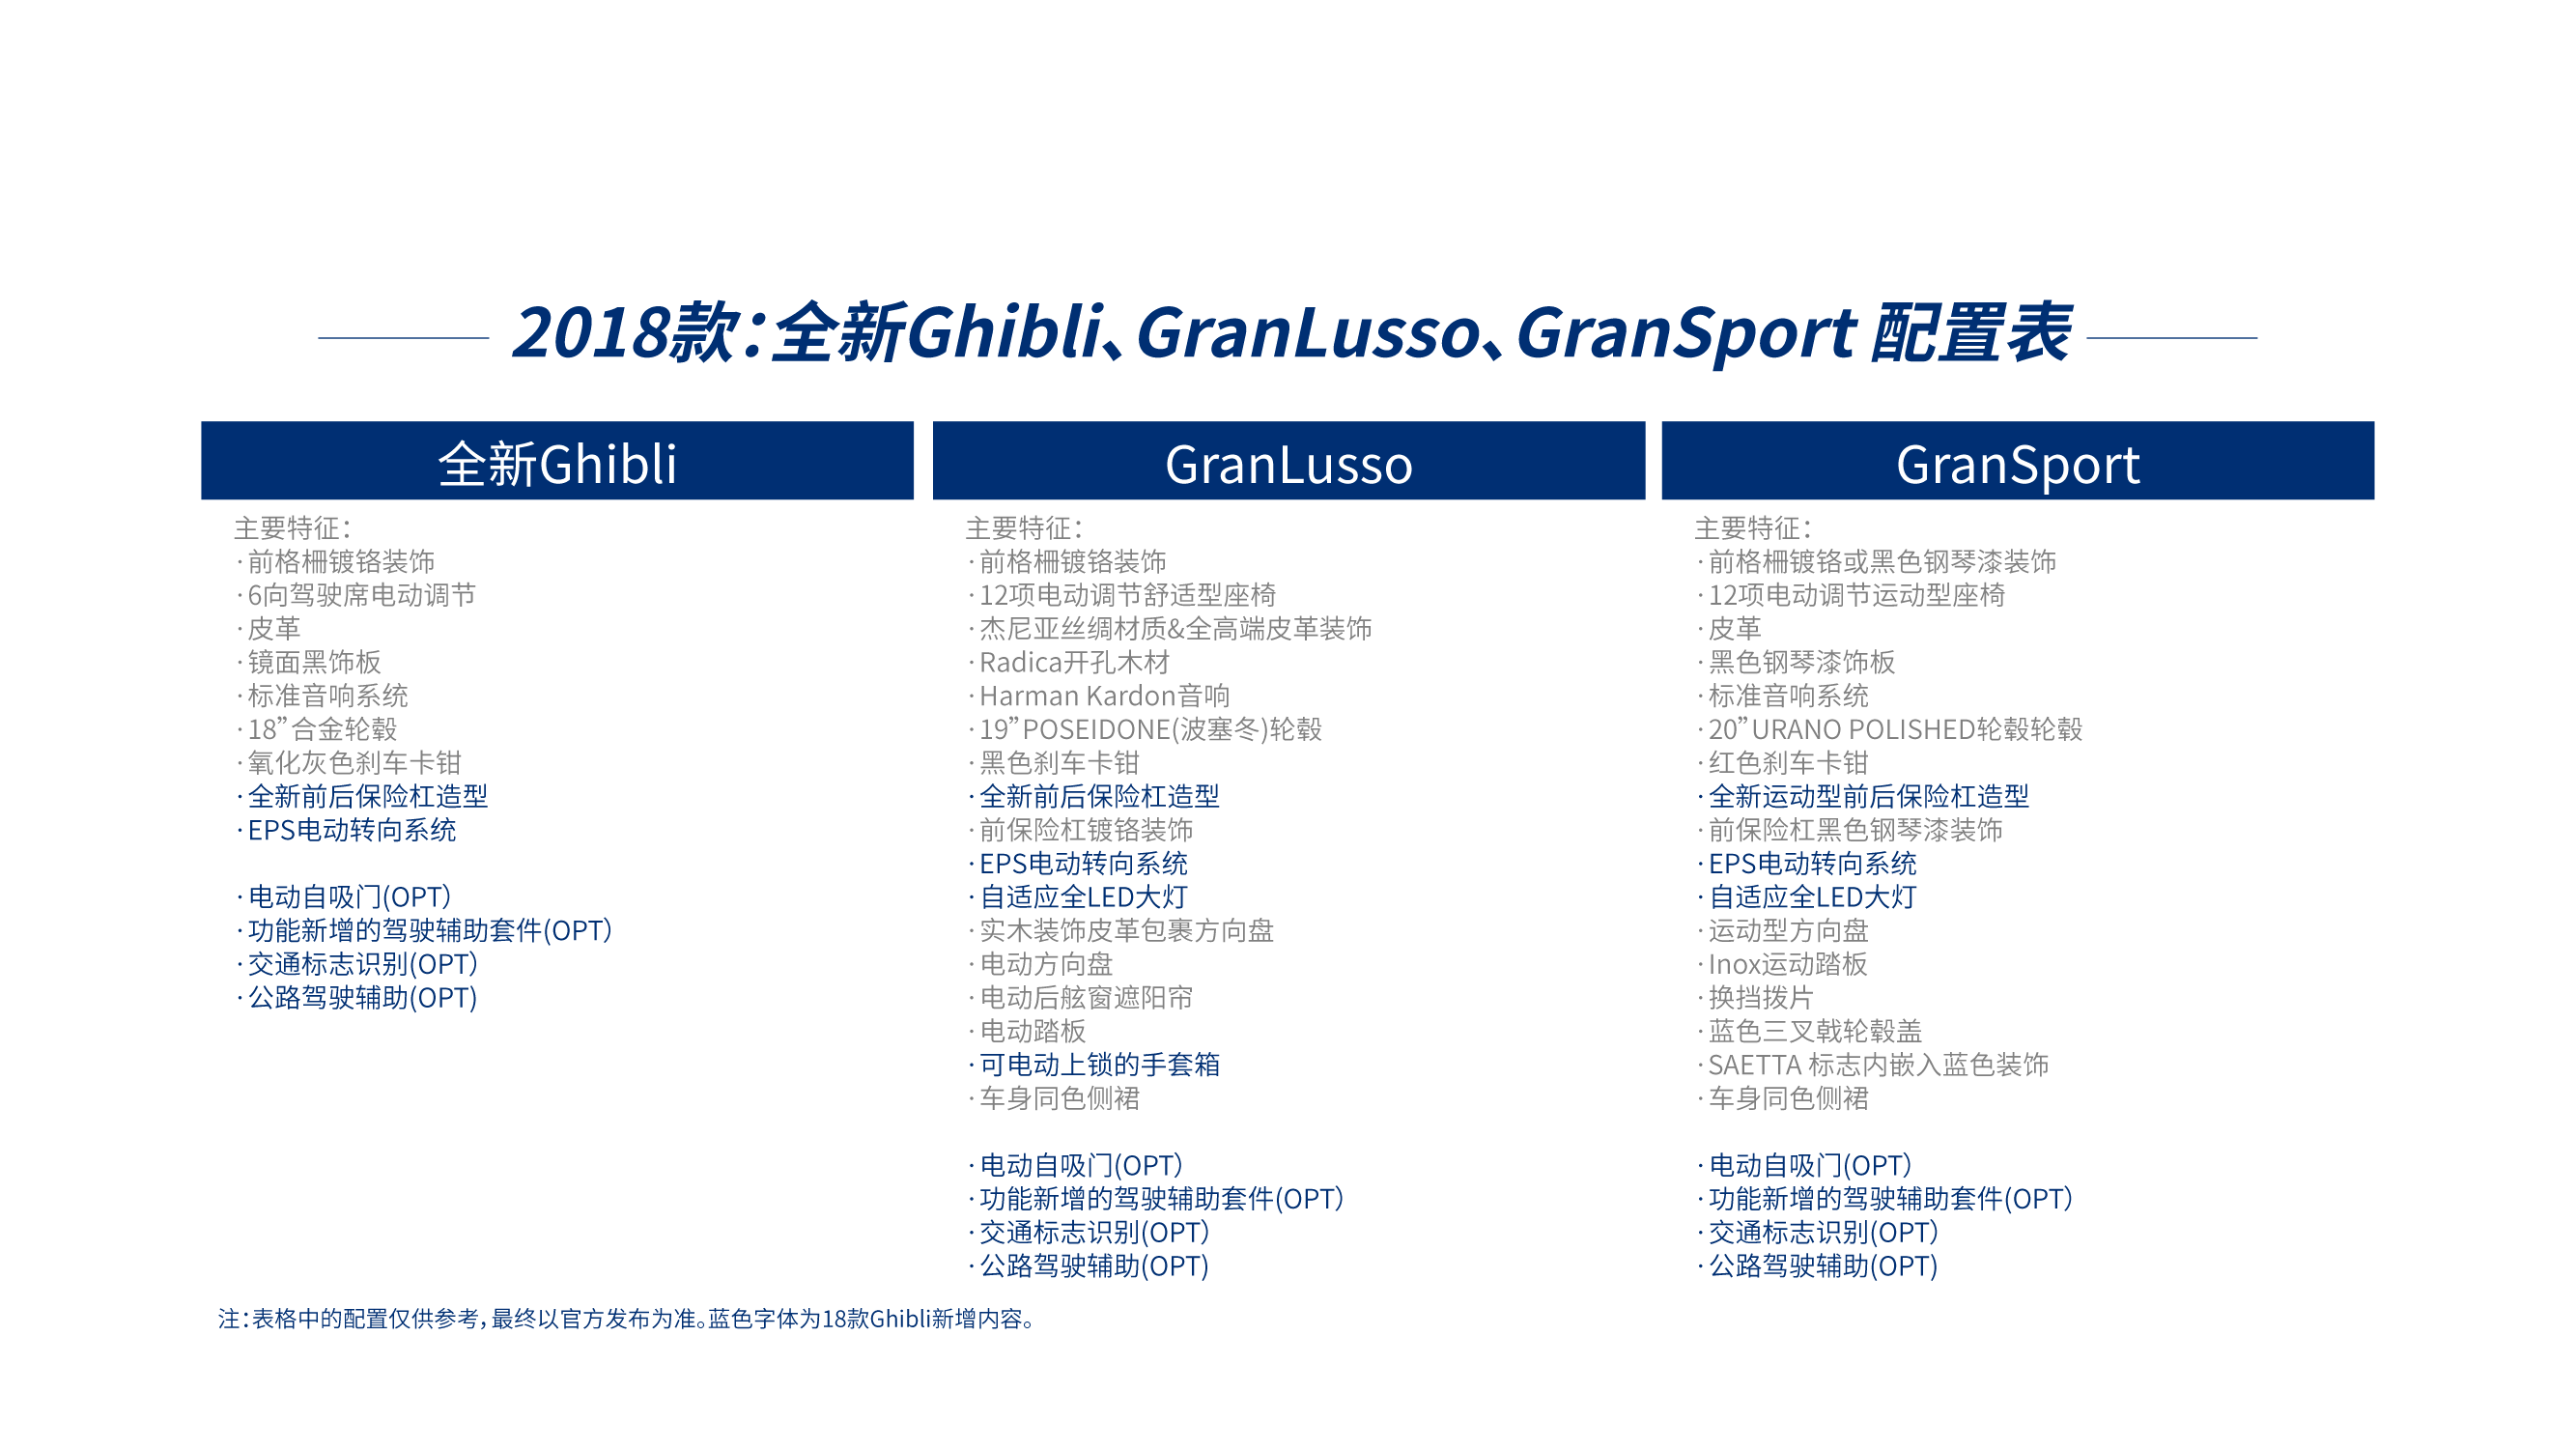 2018款：全新Ghibli、GranLusso、GranSport 配置表
全新Ghibli
主要特征：
·前格栅镀铬装饰
·6向驾驶席电动调节
·皮革
·镜面黑饰板
·标准音响系统
·18”合金轮毂
·氧化灰色刹车卡钳
·全新前后保险杠造型
·EPS电动转向系统
·电动自吸门(OPT）
·功能新增的驾驶辅助套件(OPT）
·交通标志识别(OPT）
·公路驾驶辅助(OPT)
GranLusso
主要特征：
·前格栅镀铬装饰
·12项电动调节舒适型座椅
·杰尼亚丝绸材质&全高端皮革装饰
·Radica开孔木材
·Harman Kardon音响
·19”POSEIDONE(波塞冬)轮毂
·黑色刹车卡钳
·全新前后保险杠造型
·前保险杠镀铬装饰
·EPS电动转向系统
·自适应全LED大灯
·实木装饰皮革包裹方向盘
·电动方向盘
·电动后舷窗遮阳帘
·电动踏板
·可电动上锁的手套箱
·车身同色侧裙
·电动自吸门(OPT）
·功能新增的驾驶辅助套件(OPT）
·交通标志识别(OPT）
·公路驾驶辅助(OPT)
GranSport
主要特征：
·前格栅镀铬或黑色钢琴漆装饰
·12项电动调节运动型座椅
·皮革
·黑色钢琴漆饰板
·标准音响系统
·20”URANO POLISHED轮毂轮毂
·红色刹车卡钳
·全新运动型前后保险杠造型
·前保险杠黑色钢琴漆装饰
·EPS电动转向系统
·自适应全LED大灯
·运动型方向盘
·Inox运动踏板
·换挡拨片
·蓝色三叉戟轮毂盖
·SAETTA 标志内嵌入蓝色装饰
·车身同色侧裙
·电动自吸门(OPT）
·功能新增的驾驶辅助套件(OPT）
·交通标志识别(OPT）
·公路驾驶辅助(OPT)
注：表格中的配置仅供参考，最终以官方发布为准。蓝色字体为18款Ghibli新增内容。